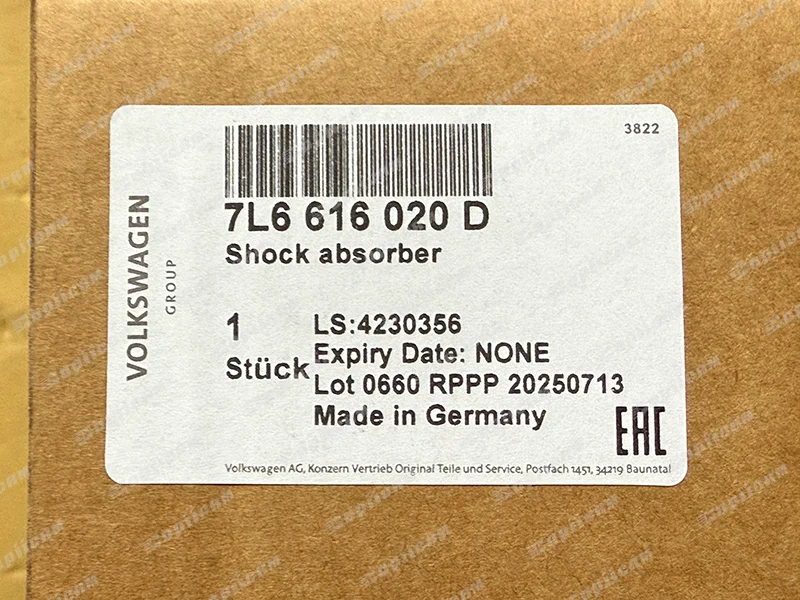 3822
7L6 616 020 D
Shock absorber
VOLKSWAGEN
GROUP
1
Stück
LS:4230356
Expiry Date: NONE
Lot 0660 RPPP 20250713
Made in Germany
EAC
Volkswagen AG, Konzern Vertrieb Original Teile und Service, Postfach 1451, 34219 Baunatal